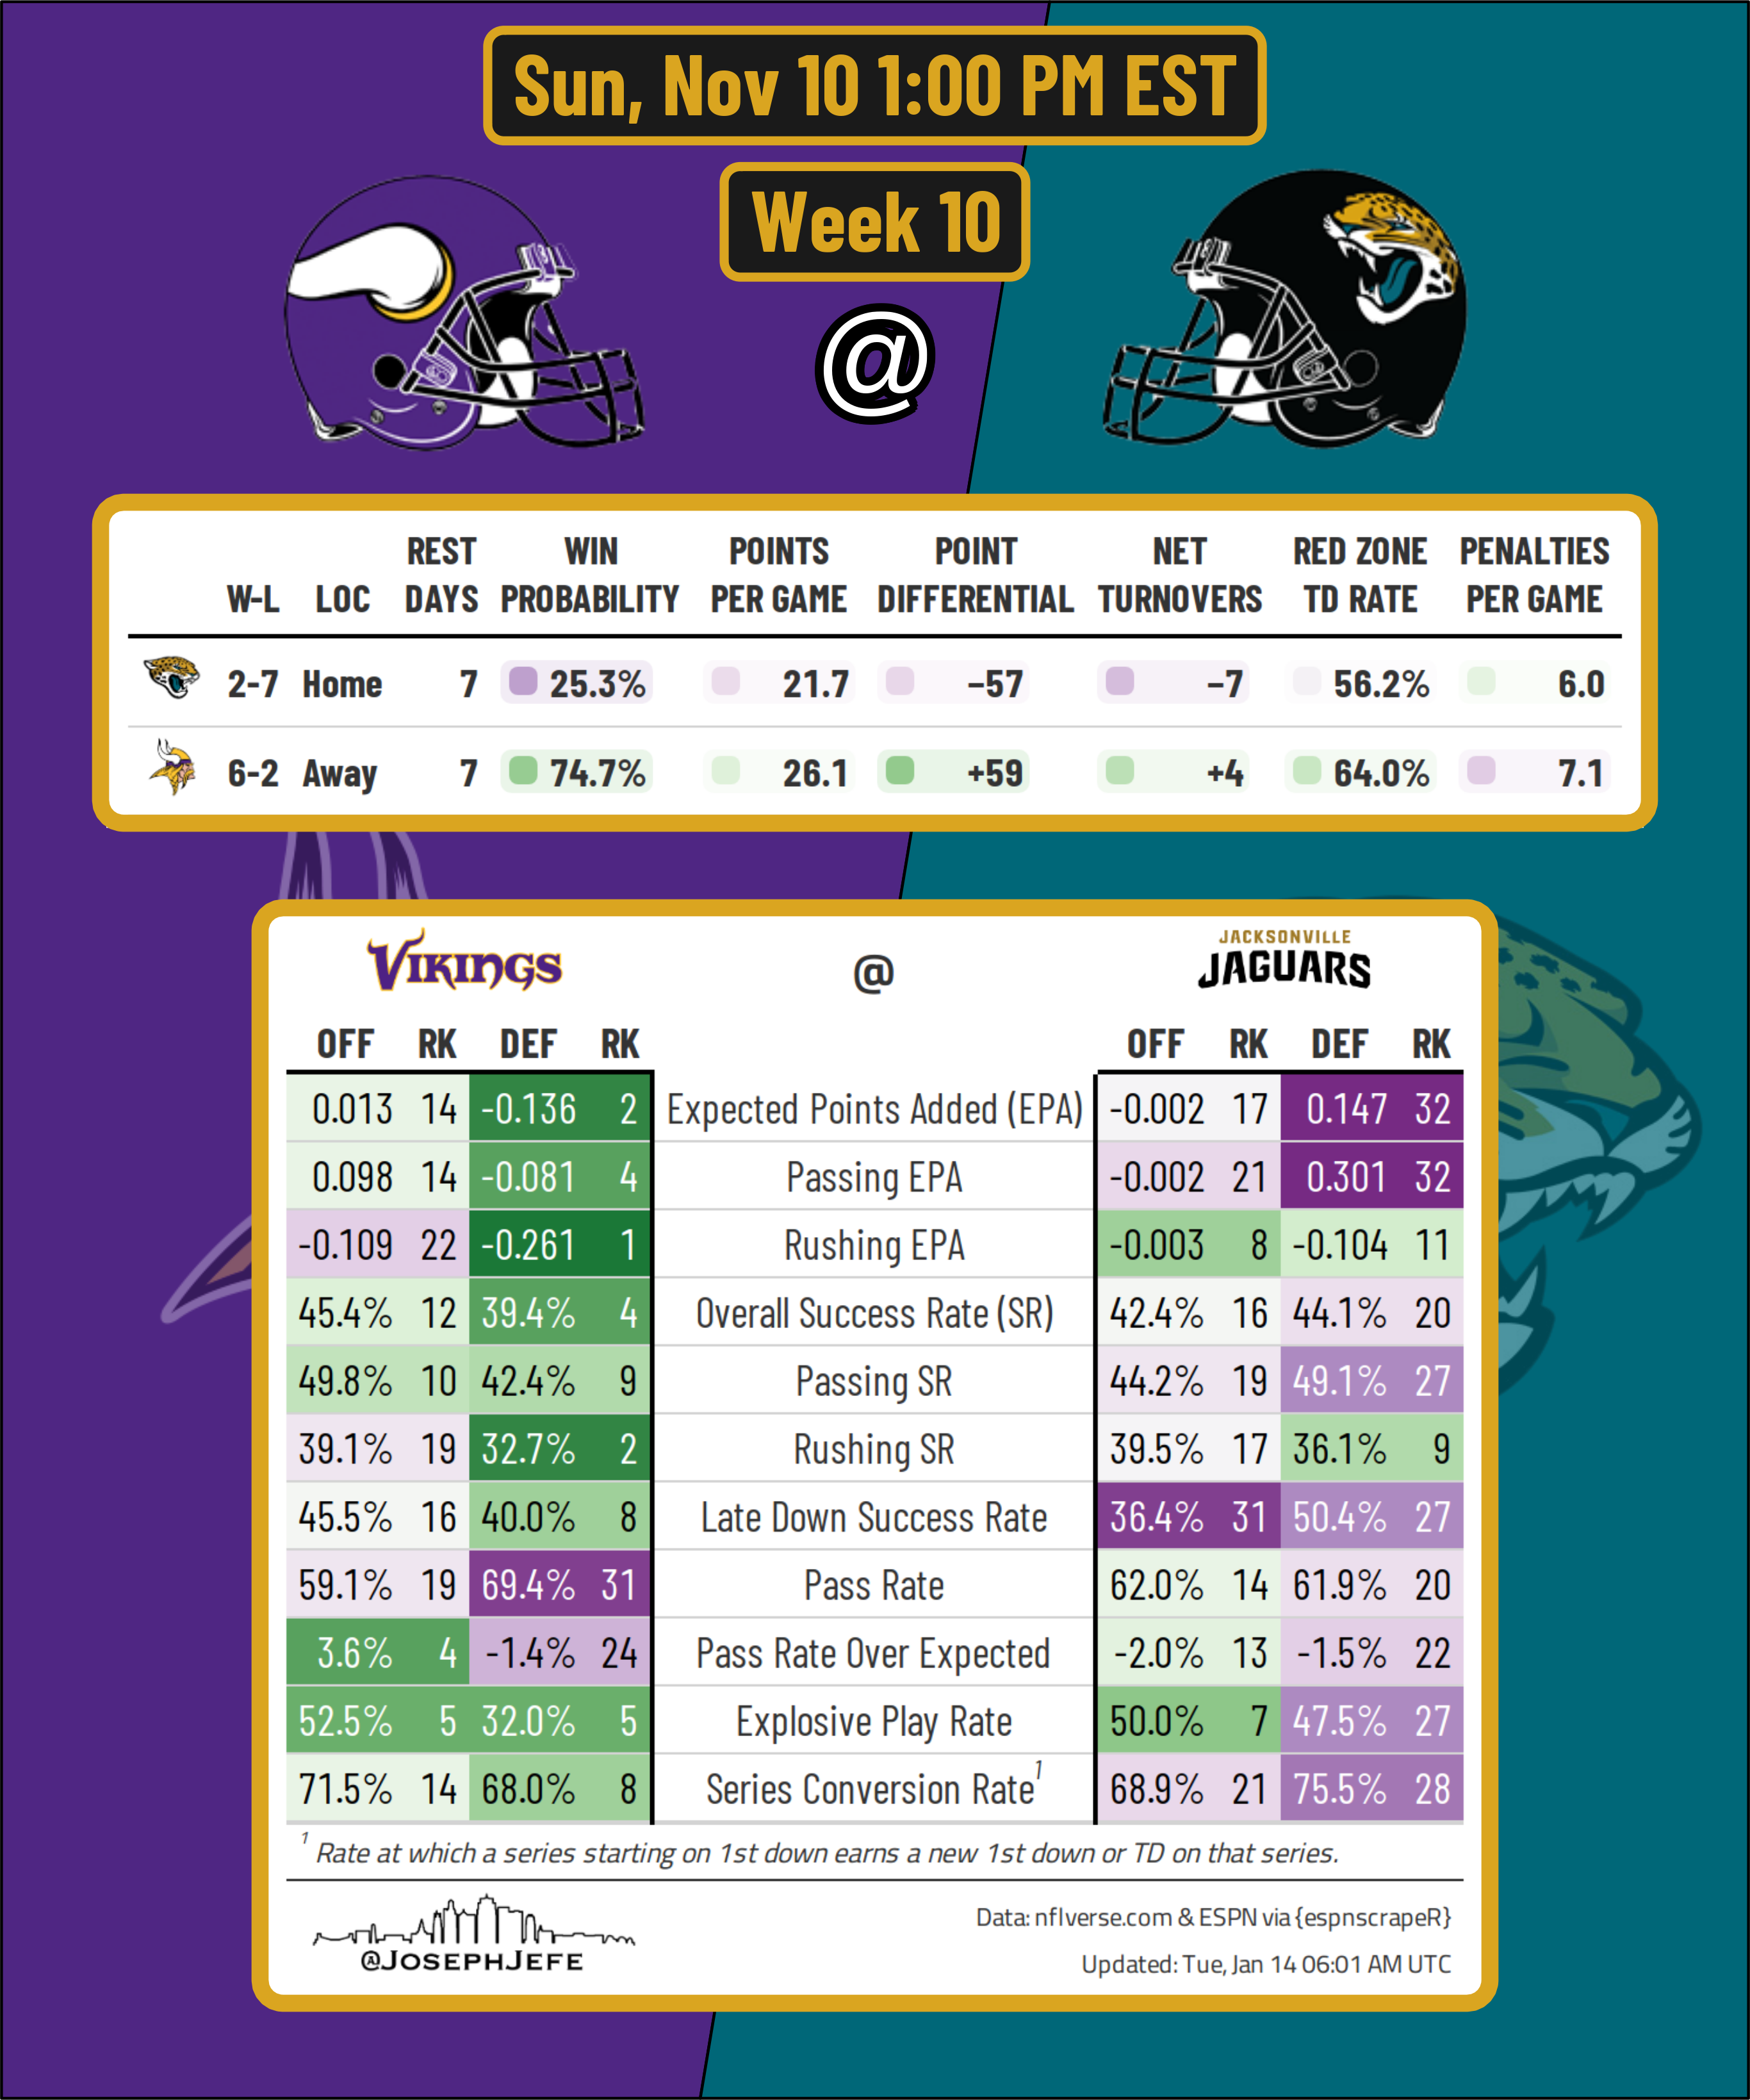 Sun, Nov 10 1:00 PM EST
Week 10
@
REST WIN POINTS POINT NET RED ZONE PENALTIES
W-L LOC DAYS PROBABILITY PER GAME DIFFERENTIAL TURNOVERS TD RATE PER GAME
2-7 Home 7 25.3% 21.7 −57 −7 56.2% 6.0
6-2 Away 7 74.7% 26.1 +59 +4 64.0% 7.1
VIKINGS @ JACKSONVILLE JAGUARS
OFF RK DEF RK OFF RK DEF RK
0.013 14 -0.136 2 Expected Points Added (EPA) -0.002 17 0.147 32
0.098 14 -0.081 4 Passing EPA -0.002 21 0.301 32
-0.109 22 -0.261 1 Rushing EPA -0.003 8 -0.104 11
45.4% 12 39.4% 4 Overall Success Rate (SR) 42.4% 16 44.1% 20
49.8% 10 42.4% 9 Passing SR 44.2% 19 49.1% 27
39.1% 19 32.7% 2 Rushing SR 39.5% 17 36.1% 9
45.5% 16 40.0% 8 Late Down Success Rate 36.4% 31 50.4% 27
59.1% 19 69.4% 31 Pass Rate 62.0% 14 61.9% 20
3.6% 4 -1.4% 24 Pass Rate Over Expected -2.0% 13 -1.5% 22
52.5% 5 32.0% 5 Explosive Play Rate 50.0% 7 47.5% 27
71.5% 14 68.0% 8 Series Conversion Rate¹ 68.9% 21 75.5% 28
¹ Rate at which a series starting on 1st down earns a new 1st down or TD on that series.
@JOSEPHJEFE
Data: nflverse.com & ESPN via {espnscrapeR}
Updated: Tue, Jan 14 06:01 AM UTC